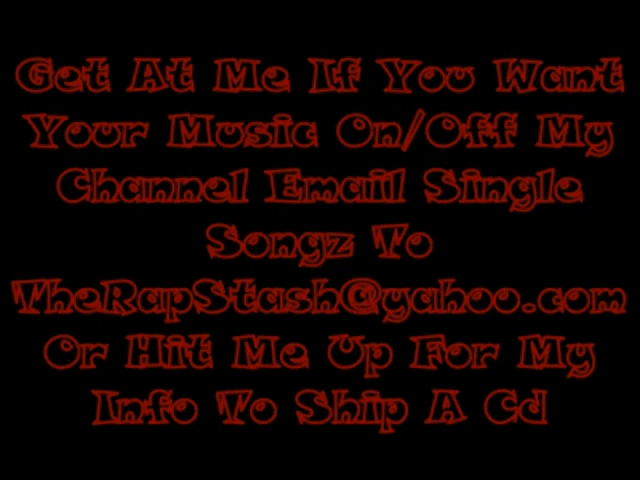 Get At Me If You Want
Your Music On/Off My
Channel Email Single
Songz To
TheRapStash@yahoo.com
Or Hit Me Up For My
Info To Ship A Cd